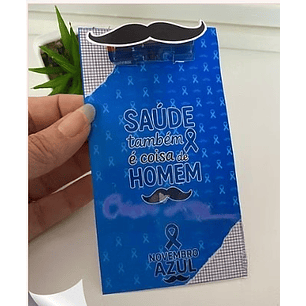 SAÚDE
também
é coisa de
HOMEM
NOVEMBRO
AZUL